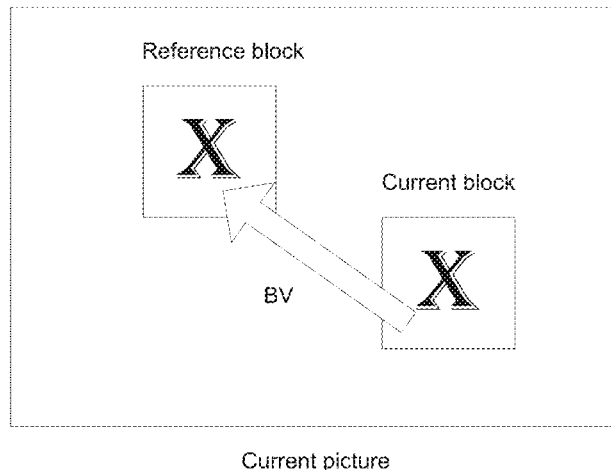 Reference block
X
Current block
X
BV
Current picture